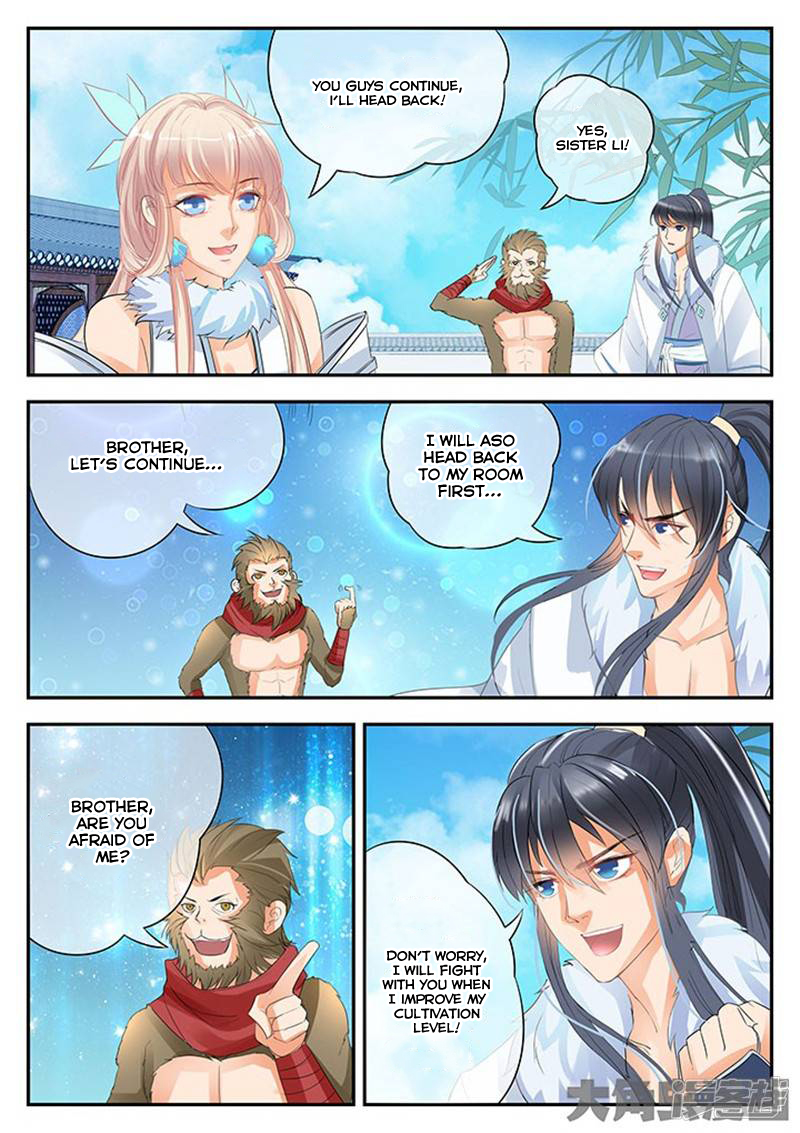 YOU GUYS CONTINUE,
I'LL HEAD BACK!
YES,
SISTER LI!
BROTHER,
LET'S CONTINUE...
I WILL ASO
HEAD BACK
TO MY ROOM
FIRST...
BROTHER,
ARE YOU
AFRAID OF
ME?
DON'T WORRY,
I WILL FIGHT
WITH YOU WHEN
I IMPROVE MY
CULTIVATION
LEVEL!
大角
漫客栈